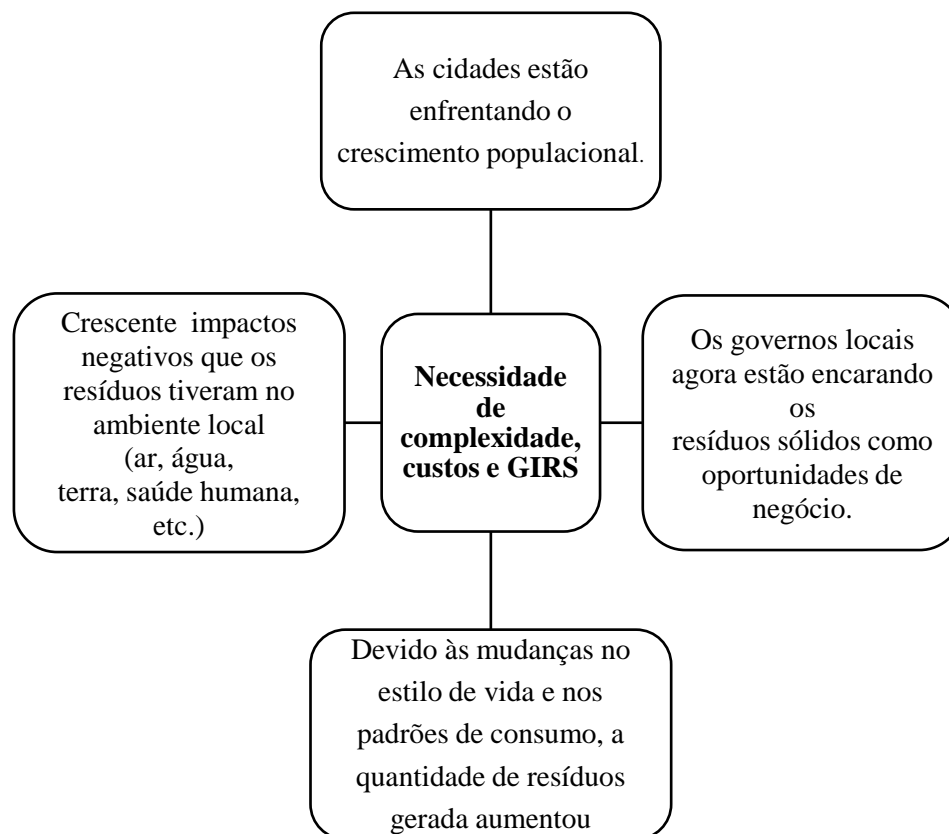 As cidades estão
enfrentando o
crescimento populacional.
Crescente impactos
negativos que os
resíduos tiveram no
ambiente local
(ar, água,
terra, saúde humana,
etc.)
Necessidade
de
complexidade,
custos e GIRS
Os governos locais
agora estão encarando
os
resíduos sólidos como
oportunidades de
negócio.
Devido às mudanças no
estilo de vida e nos
padrões de consumo, a
quantidade de resíduos
gerada aumentou